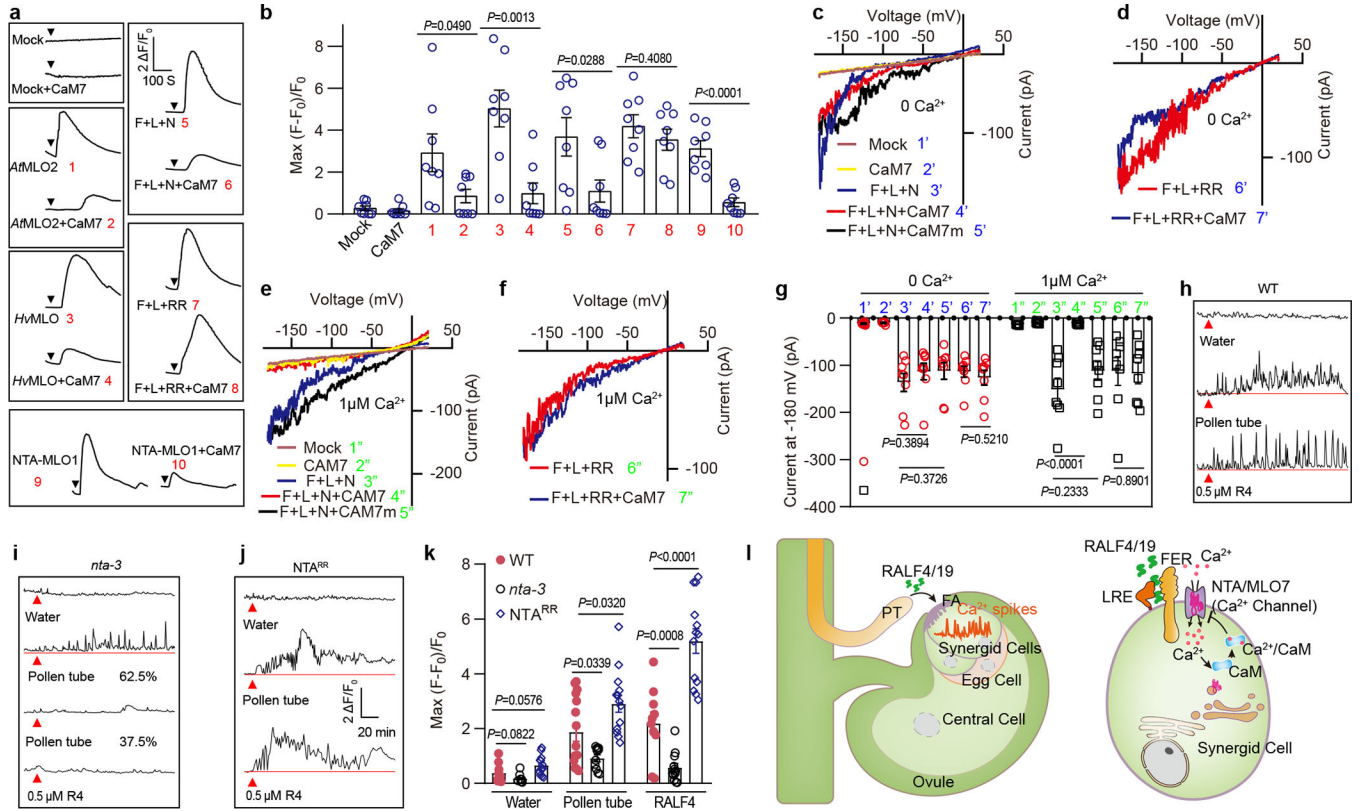 a
Mock
Mock+CaM7
2 ΔF/F0
100 S
F+L+N 5
AtMLO2 1
AtMLO2+CaM7 2
F+L+N+CaM7 6
HvMLO
3
F+L+RR 7
HvMLO+CaM7 4
F+L+RR+CaM7 8
NTA-MLO1
9
NTA-MLO1+CaM7
10
b
Max (F-F0)/F0
8
6
4
2
0
P=0.0490
P=0.0013
P=0.0288
P=0.4080
P<0.0001
Mock
CaM7
1 2 3 4 5 6 7 8 9 10
c
Voltage (mV)
-150 -100 -50 50
Current (pA)
-100
0 Ca2+
Mock 1'
CaM7 2'
F+L+N 3'
F+L+N+CaM7 4'
F+L+N+CaM7m 5'
d
Voltage (mV)
-150 -100 -50 50
Current (pA)
-100
0 Ca2+
F+L+RR 6'
F+L+RR+CaM7 7'
e
Voltage (mV)
-150 -100 -50 50
Current (pA)
-100
-200
1μM Ca2+
Mock 1"
CAM7 2"
F+L+N 3"
F+L+N+CAM7 4"
F+L+N+CAM7m 5"
f
Voltage (mV)
-150 -100 -50 50
Current (pA)
-100
1μM Ca2+
F+L+RR 6"
F+L+RR+CaM7 7"
g
0 Ca2+ 1μM Ca2+
1' 2' 3' 4' 5' 6' 7' 1" 2" 3" 4" 5" 6" 7"
Current at -180 mV (pA)
0
-100
-200
-300
-400
P=0.3894
P=0.5210
P=0.3726
P<0.0001
P=0.8901
P=0.2333
h
WT
Water
Pollen tube
0.5 μM R4
i
nta-3
Water
Pollen tube 62.5%
Pollen tube 37.5%
0.5 μM R4
j
NTARR
Water
Pollen tube
2 ΔF/F0
20 min
0.5 μM R4
k
WT
nta-3
NTARR
Max (F-F0)/F0
8
6
4
2
0
P=0.0576
P=0.0822
P=0.0320
P=0.0339
P<0.0001
P=0.0008
Water Pollen tube RALF4
l
RALF4/19
PT
FA
Ca2+ spikes
Synergid Cells
Egg Cell
Central Cell
Ovule
RALF4/19
FER
Ca2+
LRE
NTA/MLO7
(Ca2+ Channel)
Ca2+
Ca2+/CaM
CaM
Synergid Cell